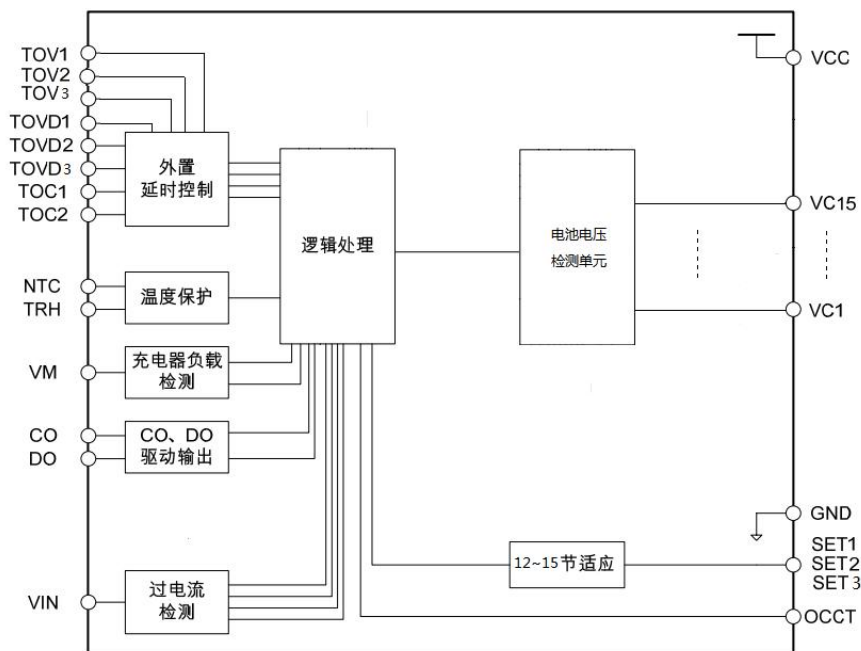 TOV1
TOV2
TOV3
TOVD1
TOVD2
TOVD3
TOC1
TOC2
外置
延时控制
NTC
TRH
温度保护
VM
充电器负载
检测
CO
DO
CO、DO
驱动输出
VIN
过电流
检测
逻辑处理
电池电压
检测单元
12~15节适应
VCC
VC15
VC1
GND
SET1
SET2
SET3
OCCT